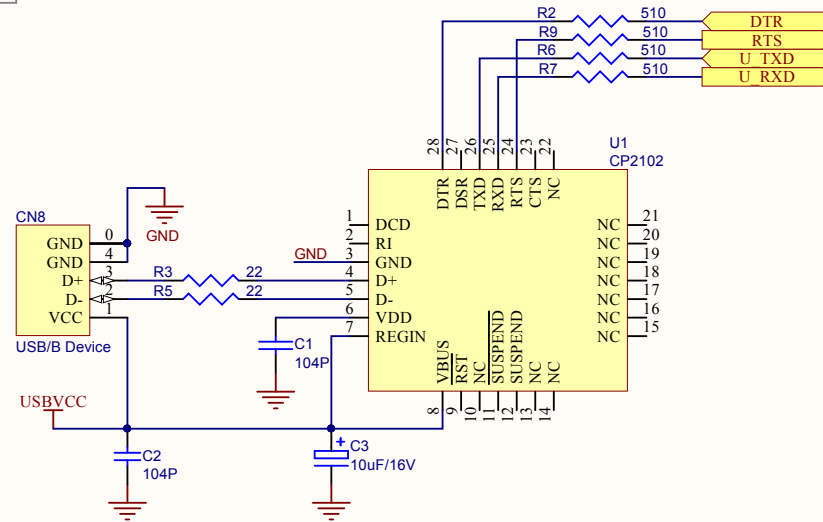 R2 510 DTR
R9 510 RTS
R6 510 U_TXD
R7 510 U_RXD
U1
CP2102
28 27 26 25 24 23 22
DTR DSR TXD RXD RTS CTS NC
CN8
GND
GND 0
GND 4
D+ 3
D- 2
VCC 1
USB/B Device
R3 22
R5 22
GND
1 DCD
2 RI
3 GND
4 D+
5 D-
6 VDD
7 REGIN
NC 21
NC 20
NC 19
NC 18
NC 17
NC 16
NC 15
VBUS RST NC SUSPEND SUSPEND NC NC
8 9 10 11 12 13 14
C1
104P
USBVCC
C2
104P
C3
10uF/16V
+